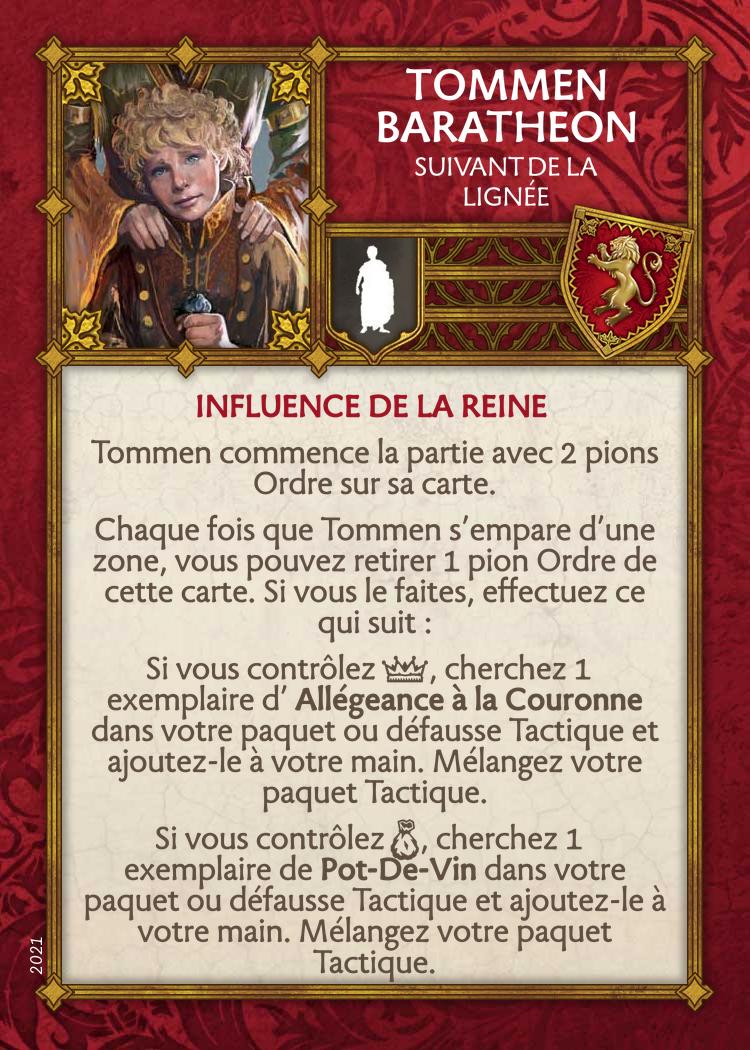 TOMMEN
BARATHEON
SUIVANT DE LA
LIGNÉE
INFLUENCE DE LA REINE
Tommen commence la partie avec 2 pions
Ordre sur sa carte.
Chaque fois que Tommen s'empare d'une
zone, vous pouvez retirer 1 pion Ordre de
cette carte. Si vous le faites, effectuez ce
qui suit :
Si vous contrôlez , cherchez 1
exemplaire d' Allégeance à la Couronne
dans votre paquet ou défausse Tactique et
ajoutez-le à votre main. Mélangez votre
paquet Tactique.
Si vous contrôlez , cherchez 1
exemplaire de Pot-De-Vin dans votre
paquet ou défausse Tactique et ajoutez-le à
votre main. Mélangez votre paquet
Tactique.
2021